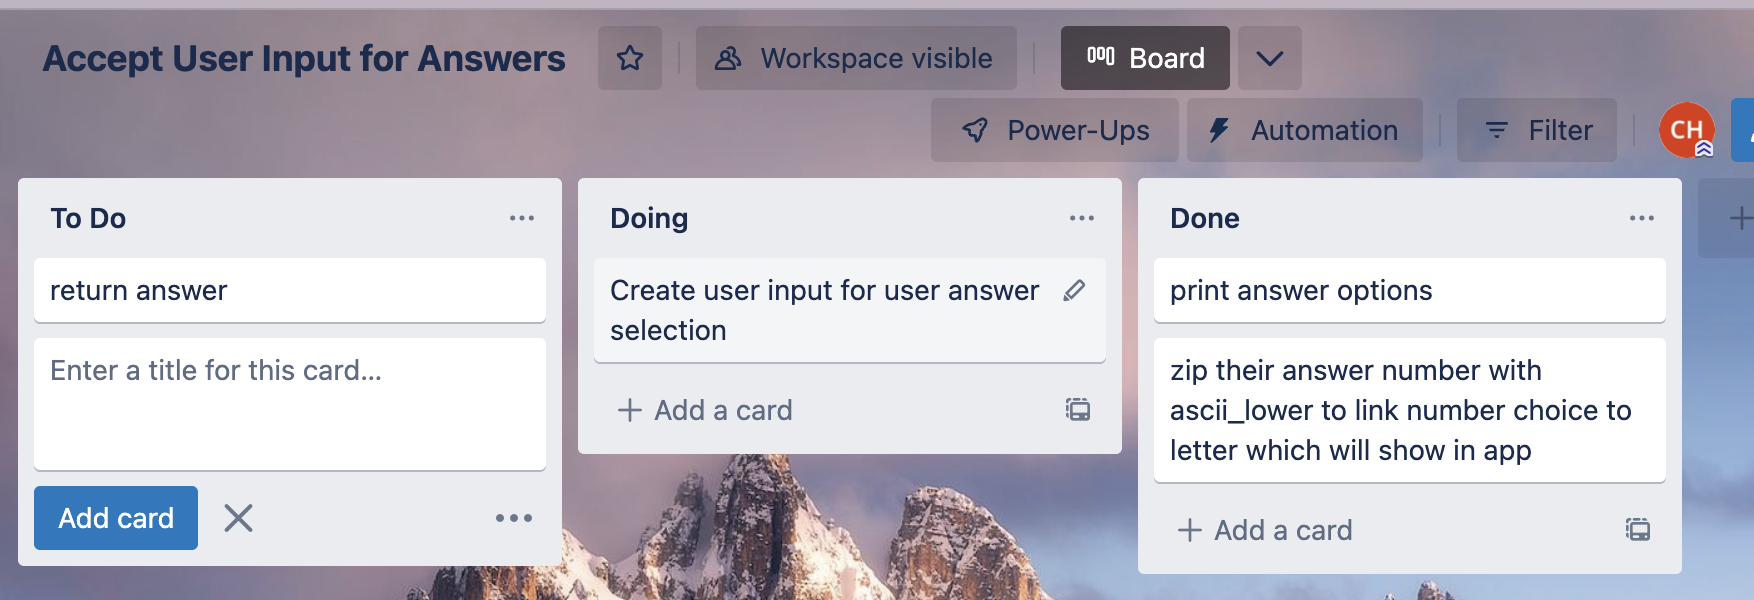 Accept User Input for Answers
Workspace visible
Board
Power-Ups
Automation
Filter
CH
To Do
return answer
Enter a title for this card...
Add card
Doing
Create user input for user answer
selection
Add a card
Done
print answer options
zip their answer number with
ascii_lower to link number choice to
letter which will show in app
Add a card